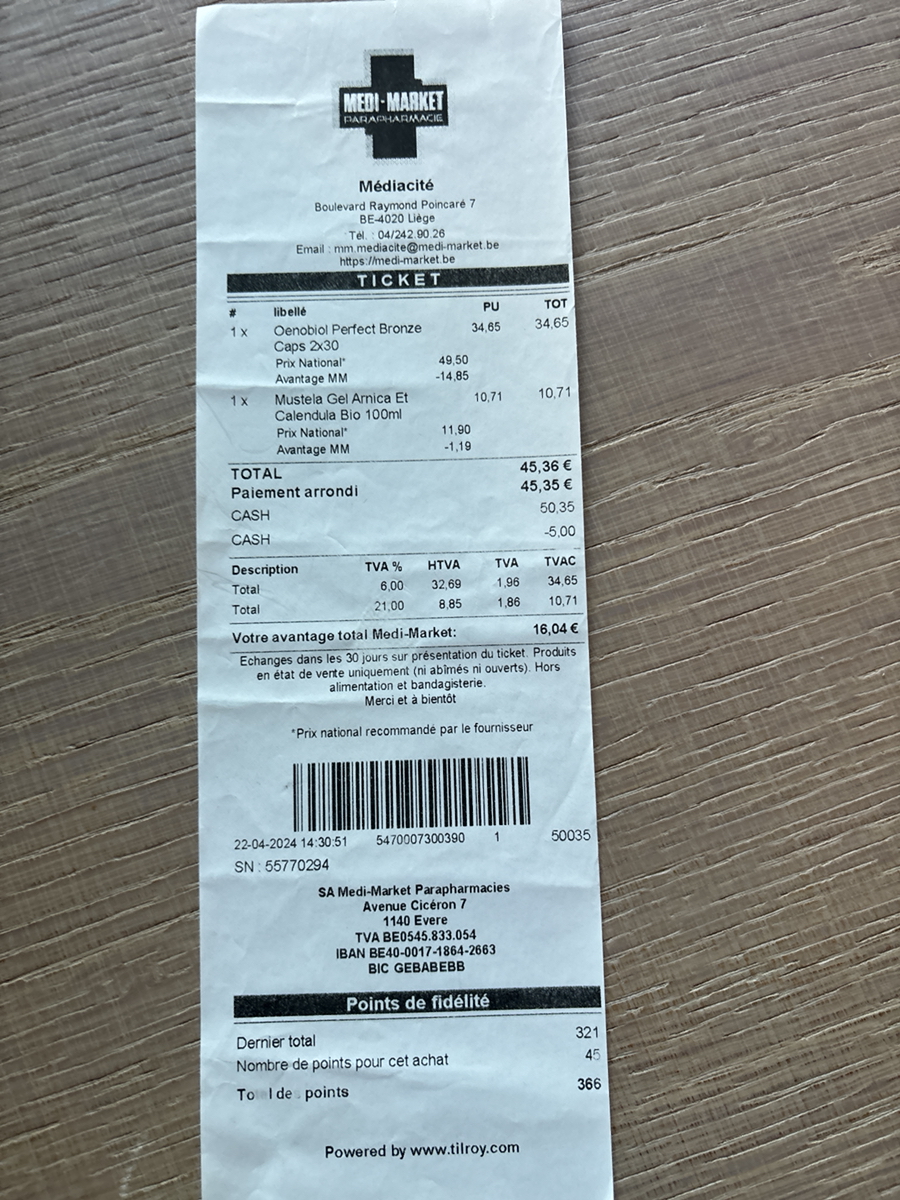 MEDI-MARKET
PARAPHARMACIE
Médiacité
Boulevard Raymond Poincaré 7
BE-4020 Liège
Tél. : 04/242.90.26
Email : mm.mediacite@medi-market.be
https://medi-market.be
TICKET
# libellé PU TOT
1 x Oenobiol Perfect Bronze 34,65 34,65
Caps 2x30
Prix National* 49,50
Avantage MM -14,85
1 x Mustela Gel Arnica Et 10,71 10,71
Calendula Bio 100ml
Prix National* 11,90
Avantage MM -1,19
TOTAL 45,36 €
Paiement arrondi 45,35 €
CASH 50,35
CASH -5,00
Description TVA % HTVA TVA TVAC
Total 6,00 32,69 1,96 34,65
Total 21,00 8,85 1,86 10,71
Votre avantage total Medi-Market: 16,04 €
Echanges dans les 30 jours sur présentation du ticket. Produits
en état de vente uniquement (ni abîmés ni ouverts). Hors
alimentation et bandagisterie.
Merci et à bientôt
*Prix national recommandé par le fournisseur
22-04-2024 14:30:51 5470007300390 1 50035
SN : 55770294
SA Medi-Market Parapharmacies
Avenue Cicéron 7
1140 Evere
TVA BE0545.833.054
IBAN BE40-0017-1864-2663
BIC GEBABEBB
Points de fidélité
Dernier total 321
Nombre de points pour cet achat 45
To l de points 366
Powered by www.tilroy.com